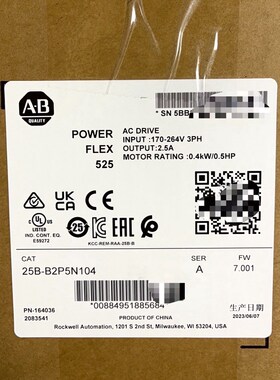 A-B
* SN 5BB
POWER
FLEX
525
AC DRIVE
INPUT :170-264V 3PH
OUTPUT:2.5A
MOTOR RATING :0.4kW/0.5HP
UK
CA
CE
UL
IND. CONT. EQ.
E59272
25
KCC-REM-RAA-25B-B
CAT
SER
FW
25B-B2P5N104
A
7.001
*00884951885684
PN-164036
2083541
PRODUCT OF CHINA
生产日期
2023/06/07
Rockwell Automation, 1201 S 2nd St, Milwaukee, WI 53204, USA